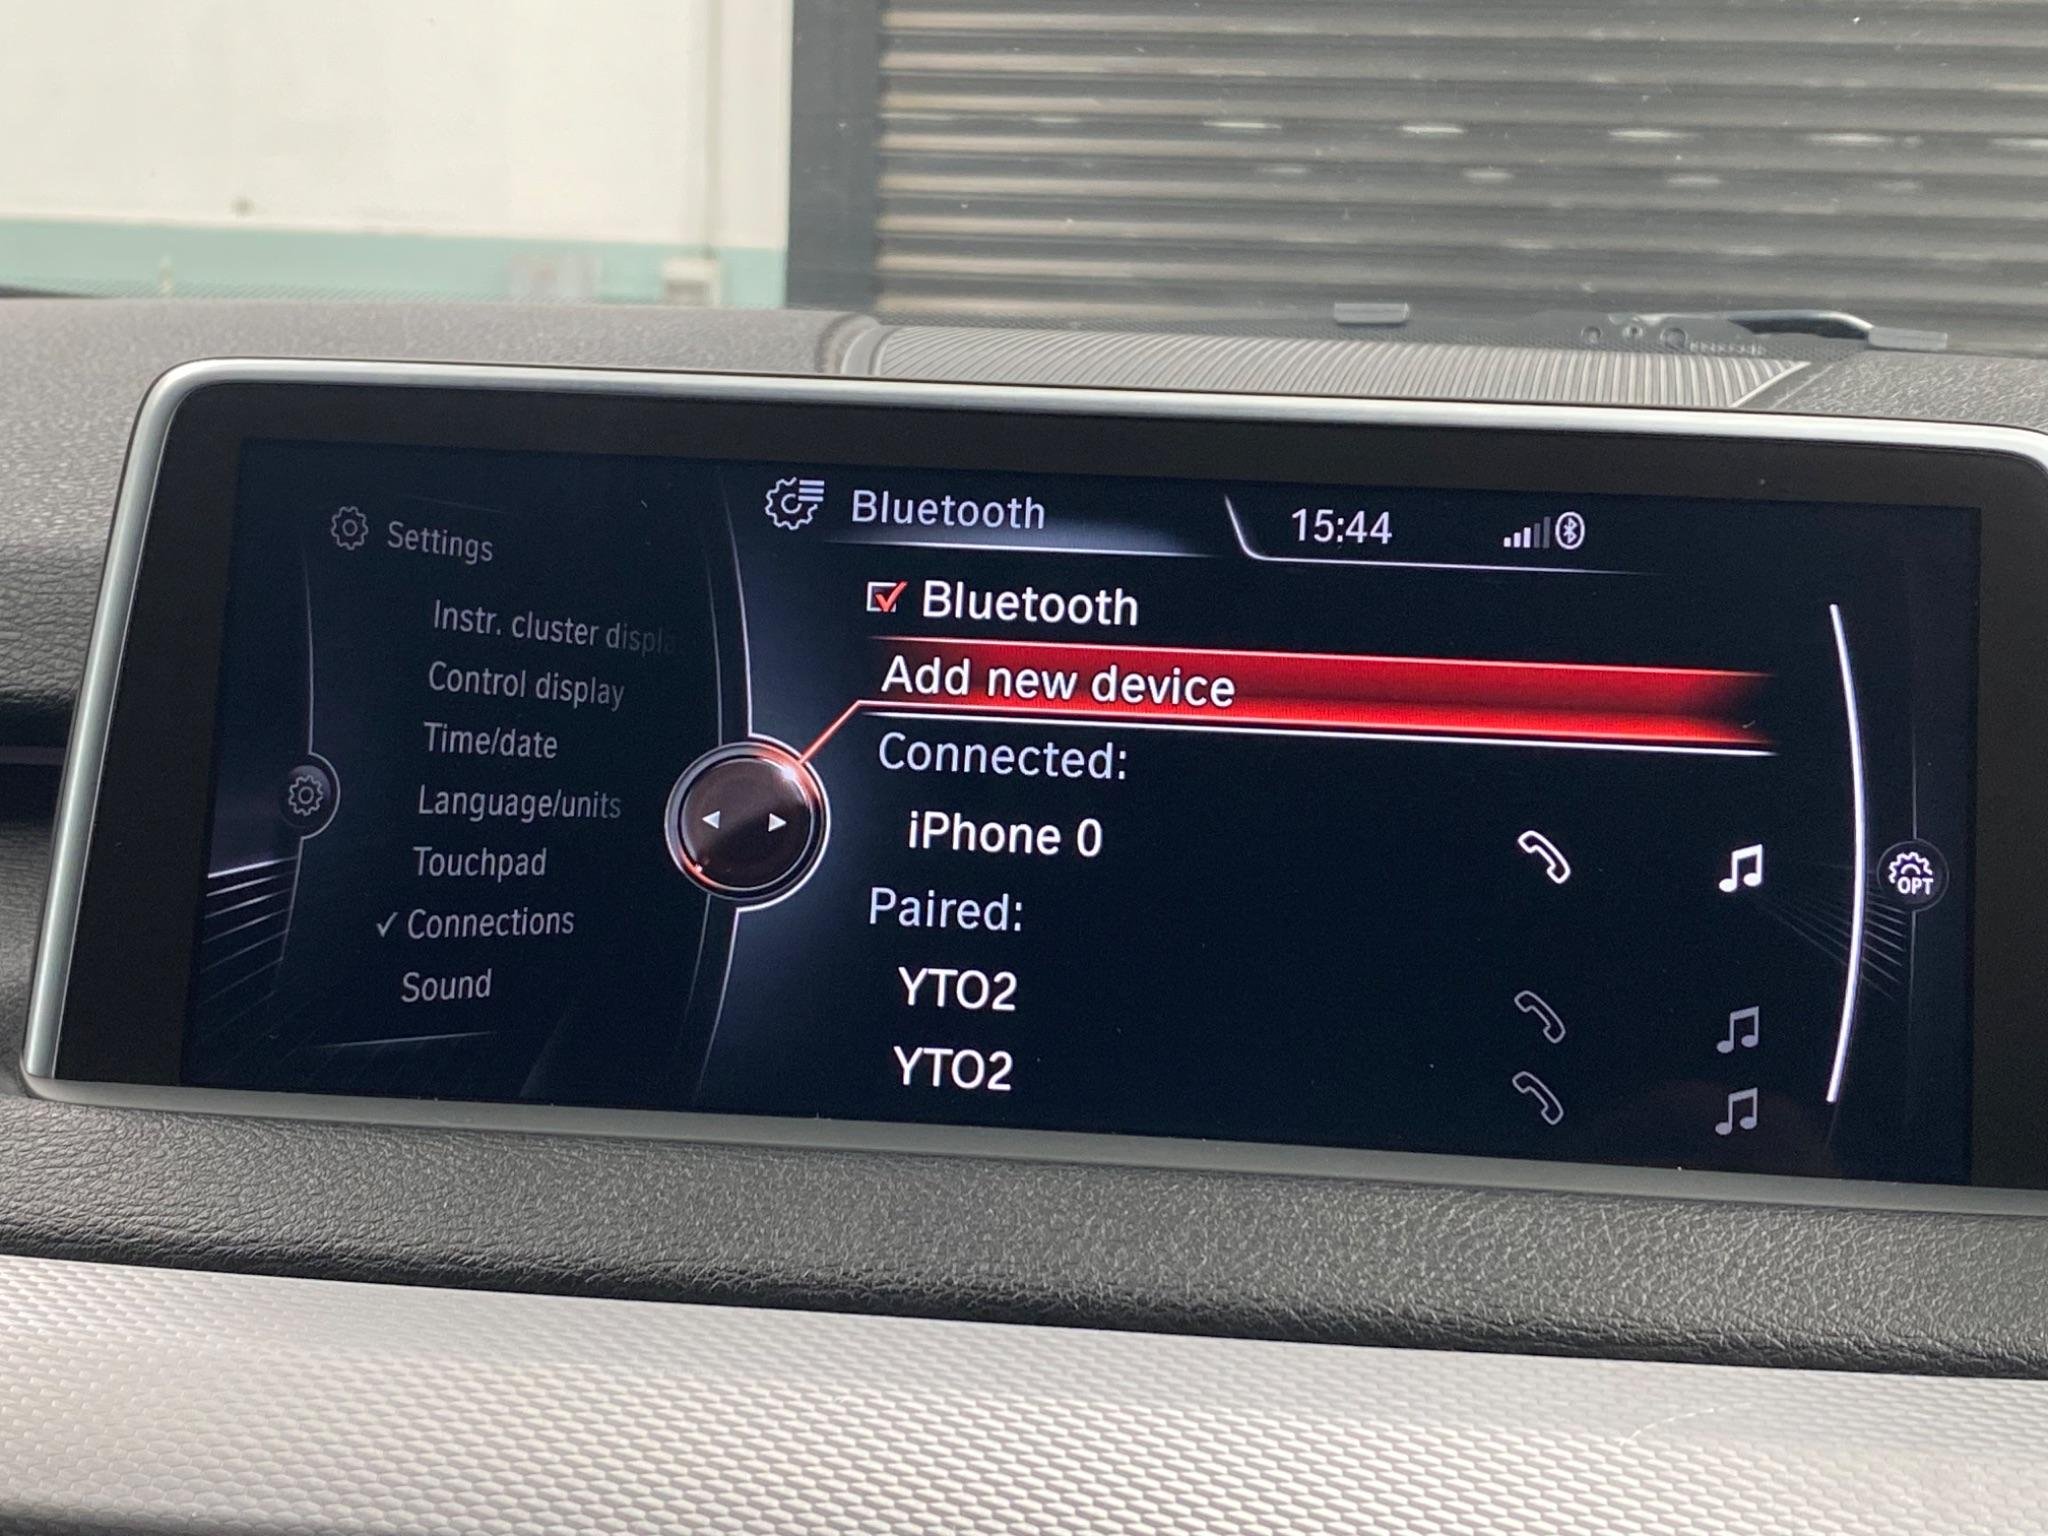 Settings
Instr. cluster displa
Control display
Time/date
Language/units
Touchpad
Connections
Sound
Bluetooth
15:44
Bluetooth
Add new device
Connected:
iPhone 0
Paired:
YTO2
YTO2
OPT